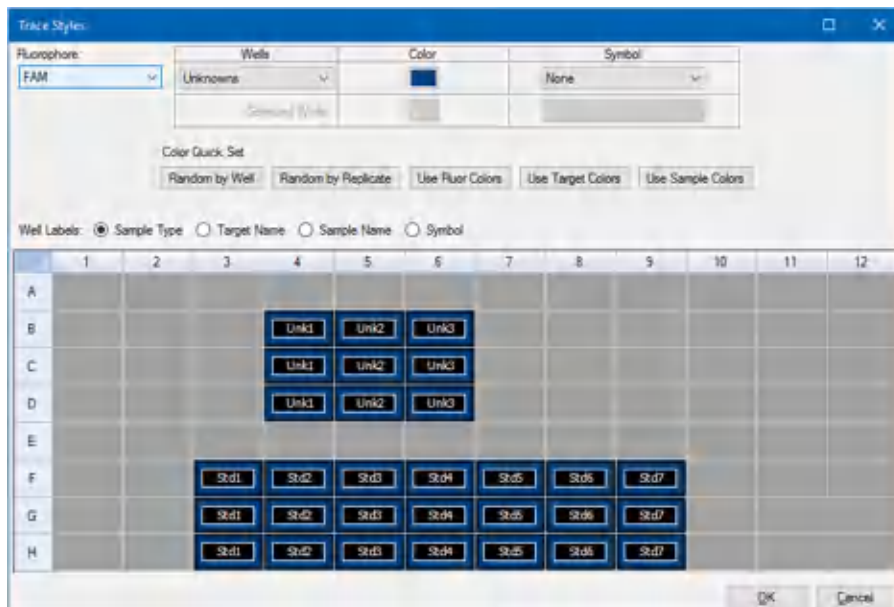 Trace Styles
Fluorophore: Wells Color Symbol
FAM Unknowns None
Selected Wells
Color Quick Set
Random by Well Random by Replicate Use Fluor Colors Use Target Colors Use Sample Colors
Well Labels: Sample Type Target Name Sample Name Symbol
1 2 3 4 5 6 7 8 9 10 11 12
A
B Unk1 Unk2 Unk3
C Unk1 Unk2 Unk3
D Unk1 Unk2 Unk3
E
F Std1 Std2 Std3 Std4 Std5 Std6 Std7
G Std1 Std2 Std3 Std4 Std5 Std6 Std7
H Std1 Std2 Std3 Std4 Std5 Std6 Std7
OK Cancel